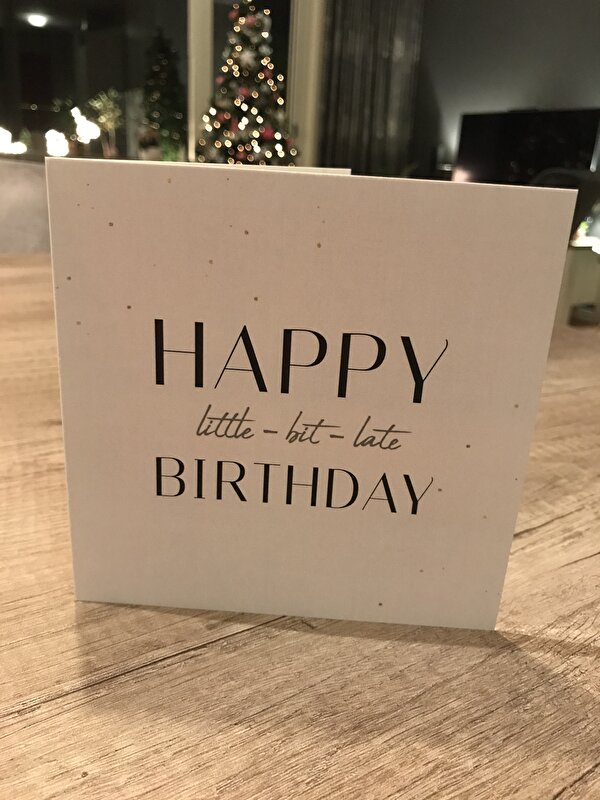 HAPPY
little - bit - late
BIRTHDAY